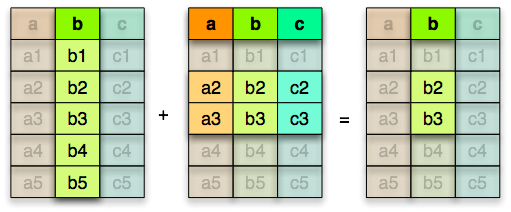 a b c a b c a b c
a1 b1 c1 a1 b1 c1 a1 b1 c1
a2 b2 c2 a2 b2 c2 a2 b2 c2
a3 b3 c3 + a3 b3 c3 = a3 b3 c3
a4 b4 c4 a4 b4 c4 a4 b4 c4
a5 b5 c5 a5 b5 c5 a5 b5 c5